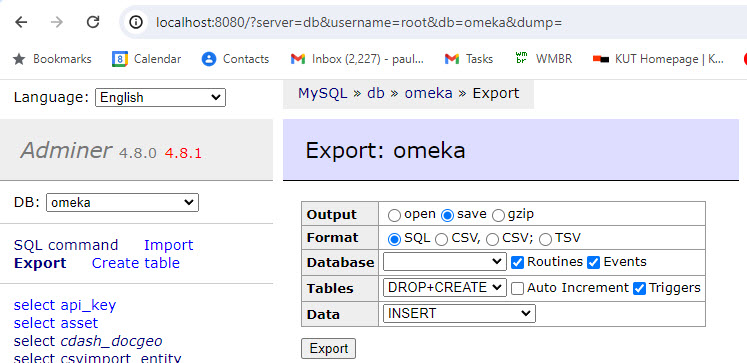 localhost:8080/?server=db&username=root&db=omeka&dump=
Bookmarks Calendar Contacts Inbox (2,227) - paul... Tasks wm br WMBR KUT Homepage | K...
Language: English
MySQL » db » omeka » Export
Adminer 4.8.0 4.8.1
Export: omeka
DB: omeka
SQL command Import
Export Create table
select api_key
select asset
select cdash_docgeo
select csvimport_entity
Output open save gzip
Format SQL CSV, CSV; TSV
Database Routines Events
Tables DROP+CREATE Auto Increment Triggers
Data INSERT
Export